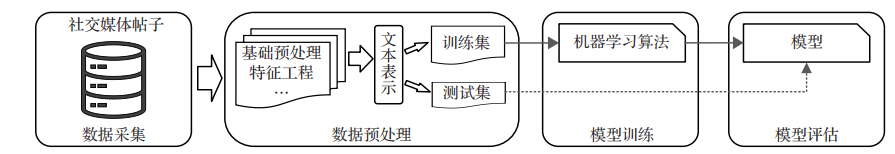 社交媒体帖子
数据采集
基础预处理
特征工程
…
文本表示
训练集
测试集
数据预处理
机器学习算法
模型训练
模型
模型评估